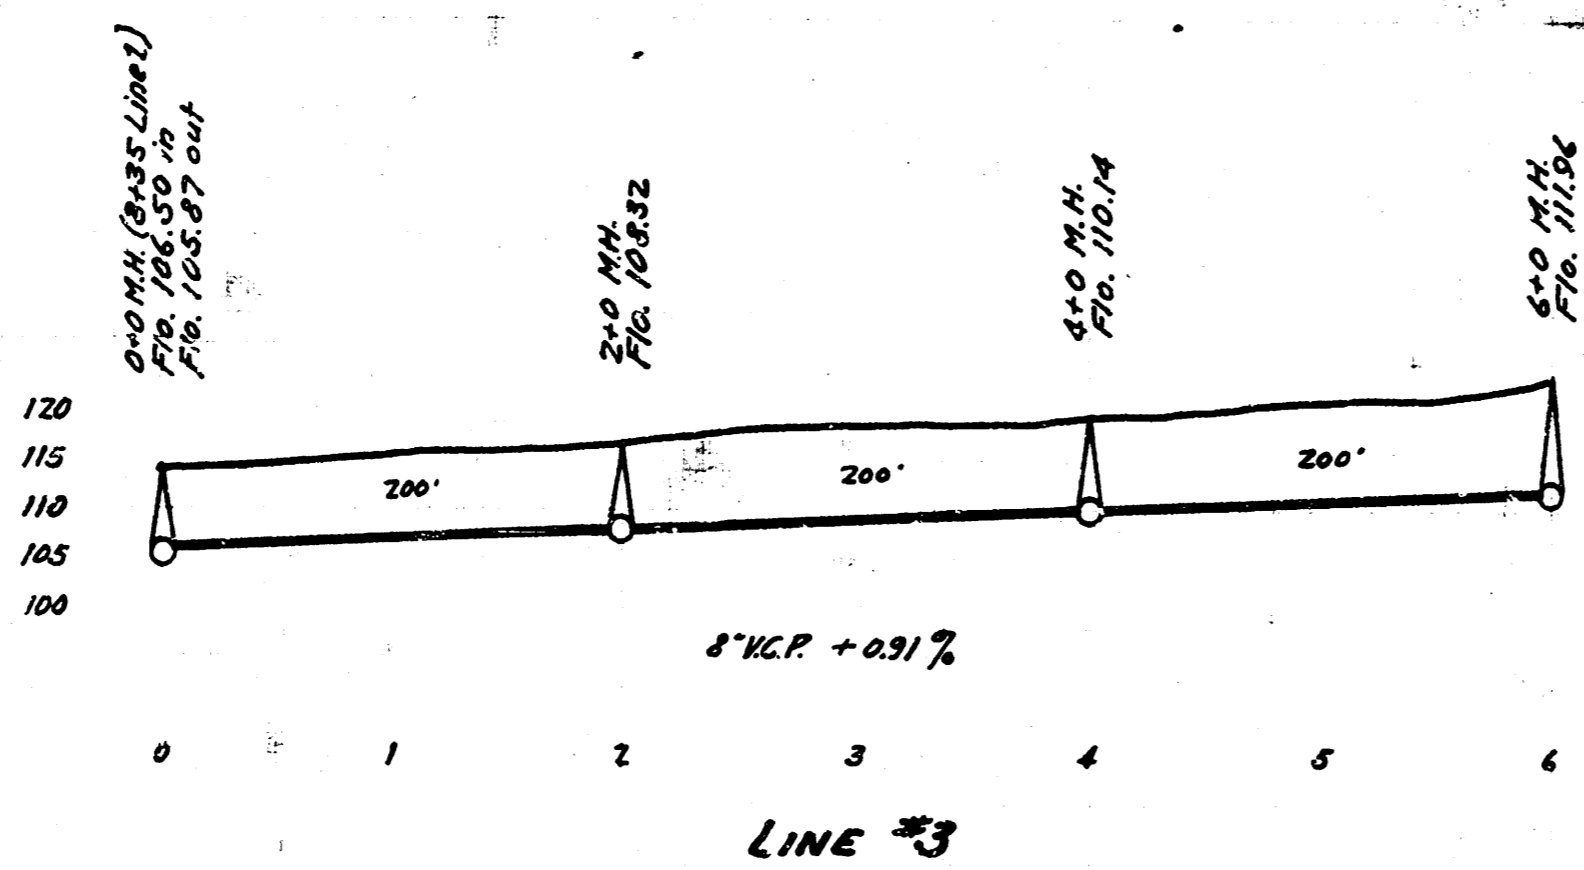 0+0 M.H. (8+35 Line 2)
Flo. 106.50 in
Flo. 105.87 out
2+0 M.H.
Flo. 108.32
4+0 M.H.
Flo. 110.14
6+0 M.H.
Flo. 111.96
120
115
110
105
100
200'
200'
200'
8" V.C.P. +0.91%
0 1 2 3 4 5 6
LINE #3